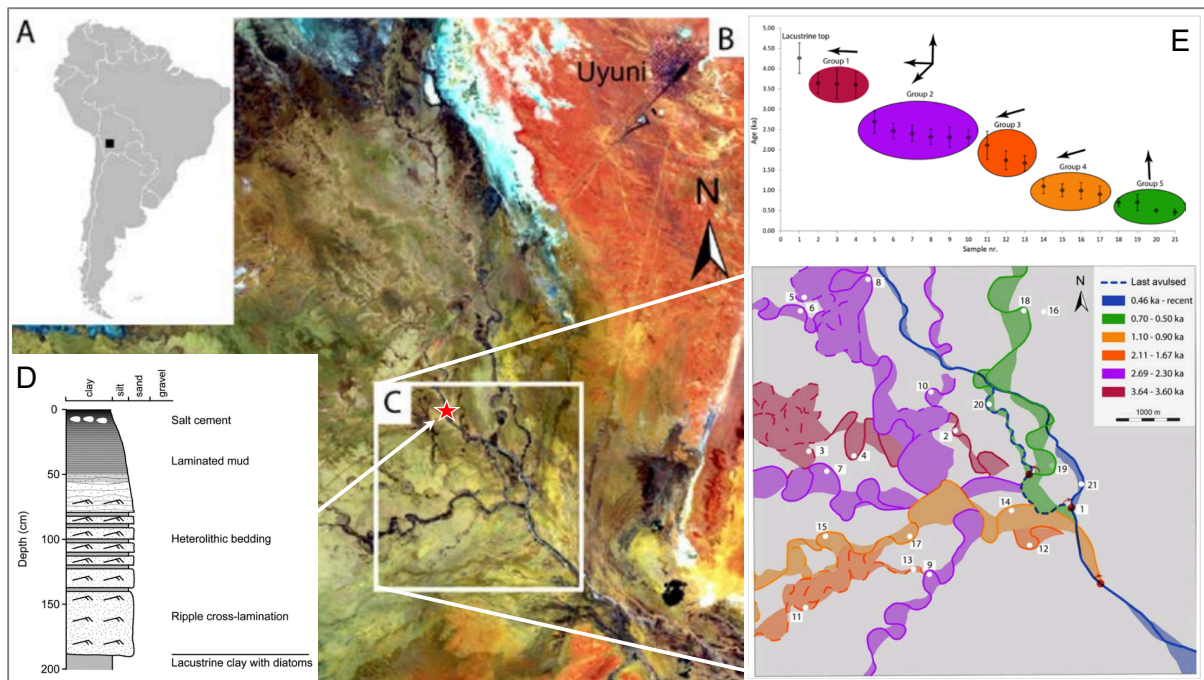 A
B
Uyuni
N
C
D
clay
silt
sand
gravel
0
50
100
150
200
Depth (cm)
Salt cement
Laminated mud
Heterolithic bedding
Ripple cross-lamination
Lacustrine clay with diatoms
E
Age (ka)
5.00
4.50
4.00
3.50
3.00
2.50
2.00
1.50
1.00
0.50
0.00
Lacustrine top
Group 1
Group 2
Group 3
Group 4
Group 5
1 2 3 4 5 6 7 8 9 10 11 12 13 14 15 16 17 18 19 20 21
Sample nr.
N
Last avulsed
0.46 ka - recent
0.70 - 0.50 ka
1.10 - 0.90 ka
2.11 - 1.67 ka
2.69 - 2.30 ka
3.64 - 3.60 ka
1000 m
8
5
6
18
16
10
20
2
3
4
7
19
21
14
1
15
17
12
13
9
11